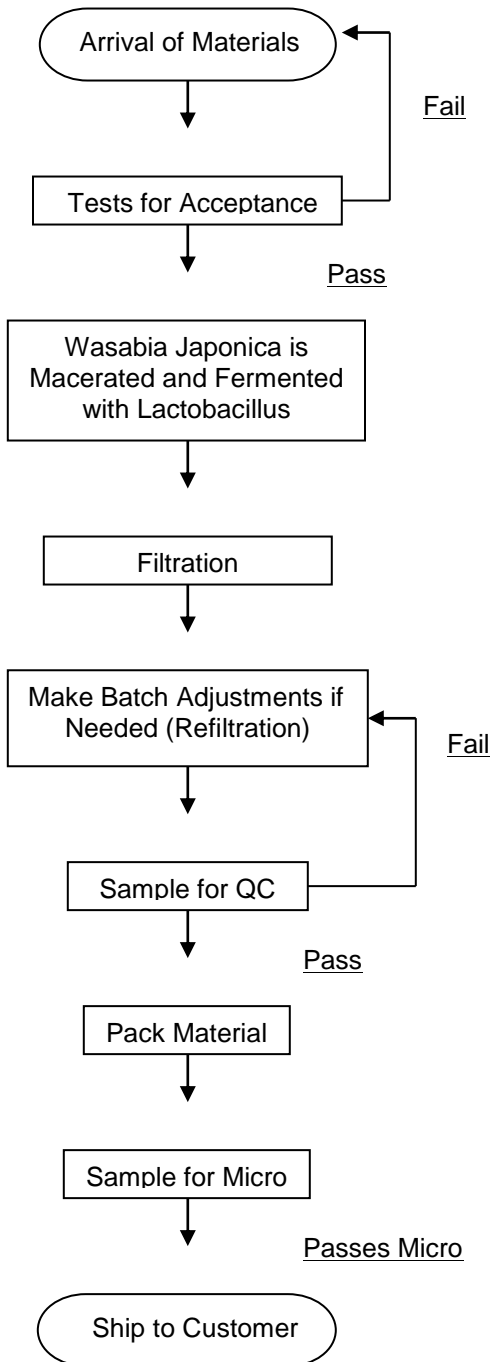 Arrival of Materials
Fail
Tests for Acceptance
Pass
Wasabia Japonica is
Macerated and Fermented
with Lactobacillus
Filtration
Make Batch Adjustments if
Needed (Refiltration)
Fail
Sample for QC
Pass
Pack Material
Sample for Micro
Passes Micro
Ship to Customer